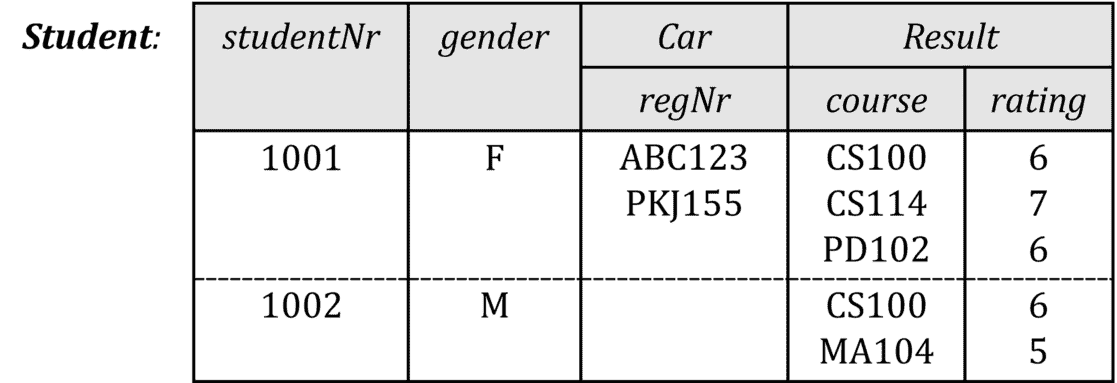 Student: studentNr gender Car Result
regNr course rating
1001 F ABC123 CS100 6
PKJ155 CS114 7
PD102 6
1002 M CS100 6
MA104 5